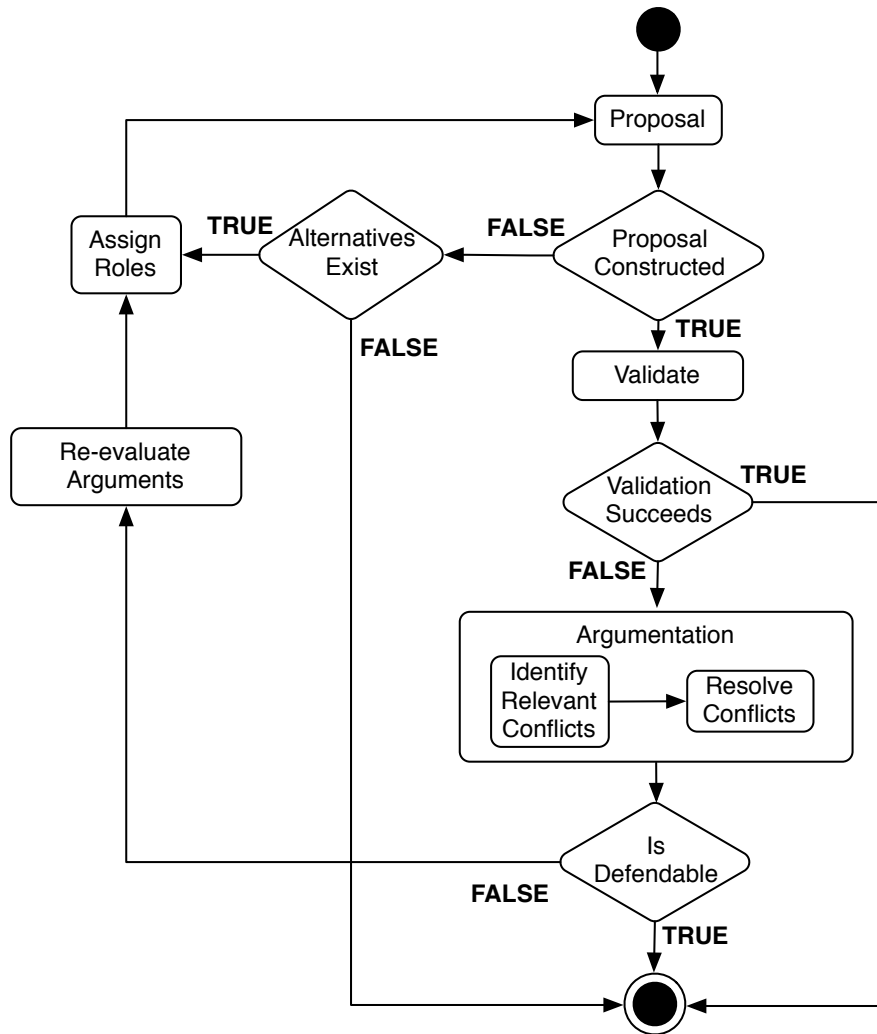 Proposal
TRUE
Alternatives
Exist
FALSE
Proposal
Constructed
Assign
Roles
FALSE
TRUE
Validate
Re-evaluate
Arguments
Validation
Succeeds
TRUE
FALSE
Argumentation
Identify
Relevant
Conflicts
Resolve
Conflicts
Is
Defendable
FALSE
TRUE